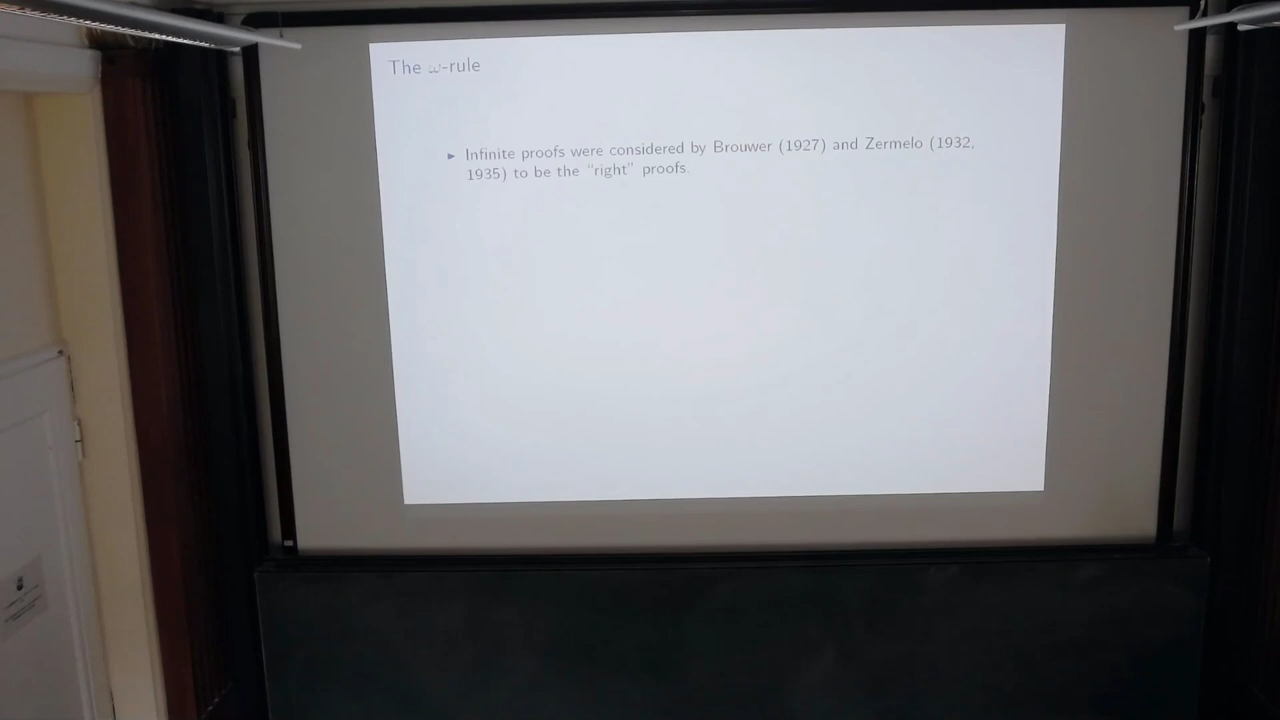 The ω-rule
▸ Infinite proofs were considered by Brouwer (1927) and Zermelo (1932,
1935) to be the “right” proofs.